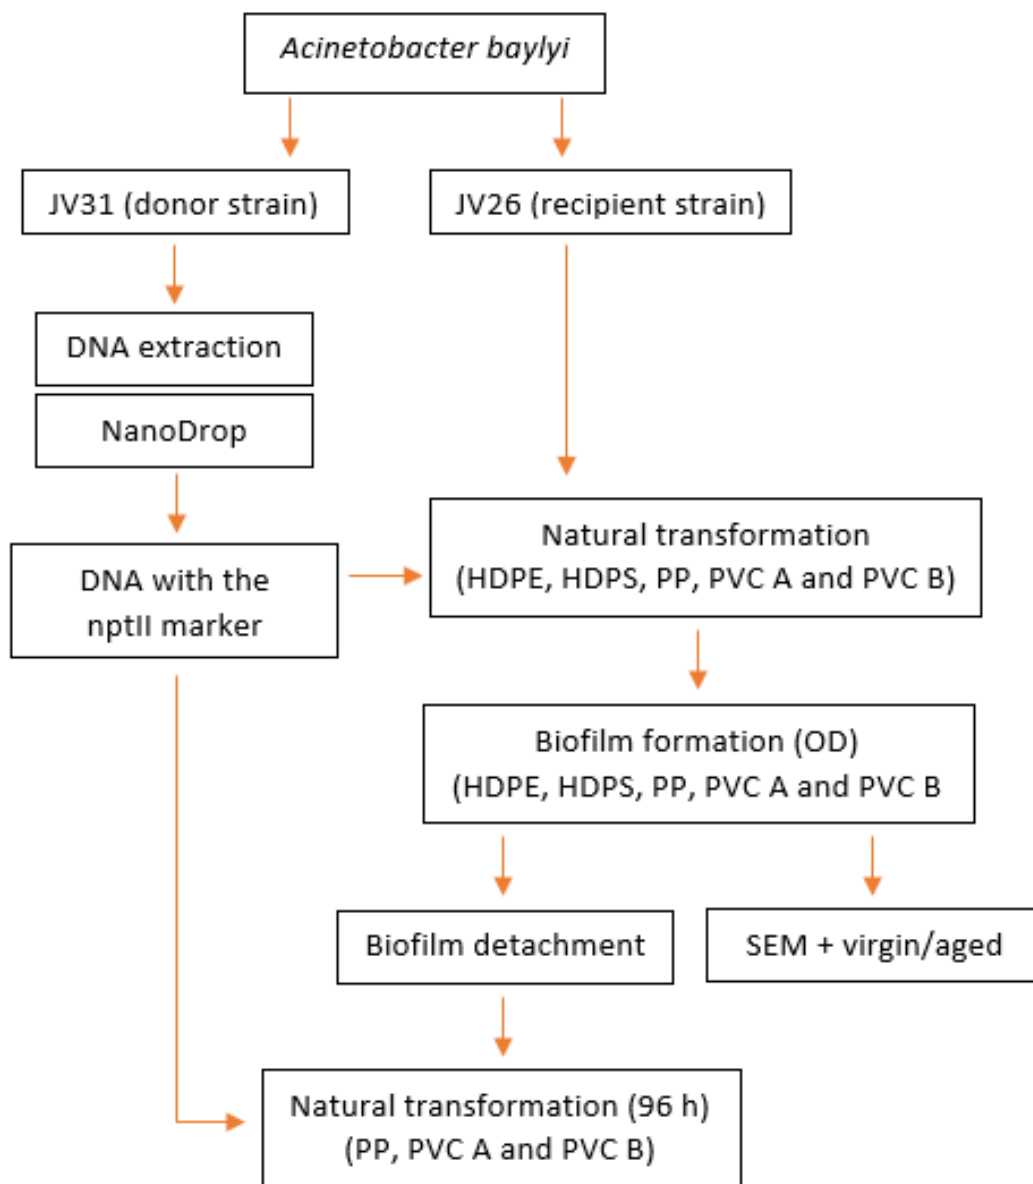 Acinetobacter baylyi
JV31 (donor strain)
JV26 (recipient strain)
DNA extraction
NanoDrop
DNA with the
nptII marker
Natural transformation
(HDPE, HDPS, PP, PVC A and PVC B)
Biofilm formation (OD)
(HDPE, HDPS, PP, PVC A and PVC B
Biofilm detachment
SEM + virgin/aged
Natural transformation (96 h)
(PP, PVC A and PVC B)